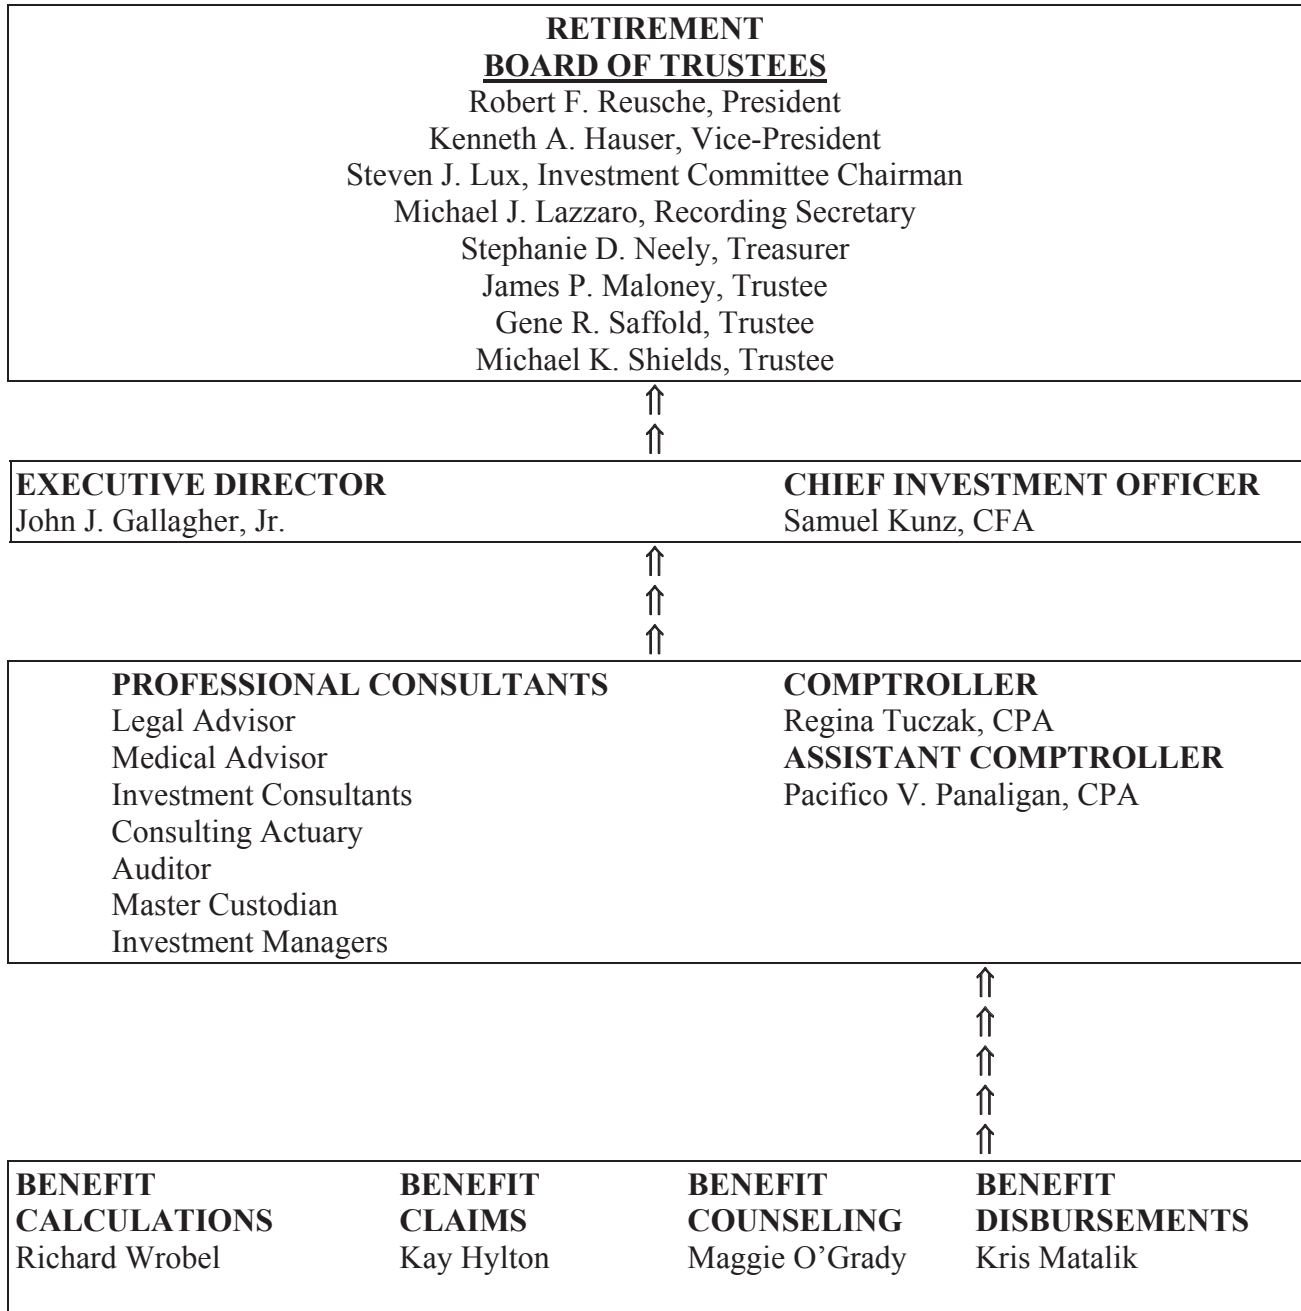 RETIREMENT
BOARD OF TRUSTEES
Robert F. Reusche, President
Kenneth A. Hauser, Vice-President
Steven J. Lux, Investment Committee Chairman
Michael J. Lazzaro, Recording Secretary
Stephanie D. Neely, Treasurer
James P. Maloney, Trustee
Gene R. Saffold, Trustee
Michael K. Shields, Trustee
⇑
⇑
EXECUTIVE DIRECTOR
John J. Gallagher, Jr.
CHIEF INVESTMENT OFFICER
Samuel Kunz, CFA
⇑
⇑
⇑
PROFESSIONAL CONSULTANTS
Legal Advisor
Medical Advisor
Investment Consultants
Consulting Actuary
Auditor
Master Custodian
Investment Managers
COMPTROLLER
Regina Tuczak, CPA
ASSISTANT COMPTROLLER
Pacifico V. Panaligan, CPA
⇑
⇑
⇑
⇑
⇑
BENEFIT
CALCULATIONS
Richard Wrobel
BENEFIT
CLAIMS
Kay Hylton
BENEFIT
COUNSELING
Maggie O’Grady
BENEFIT
DISBURSEMENTS
Kris Matalik